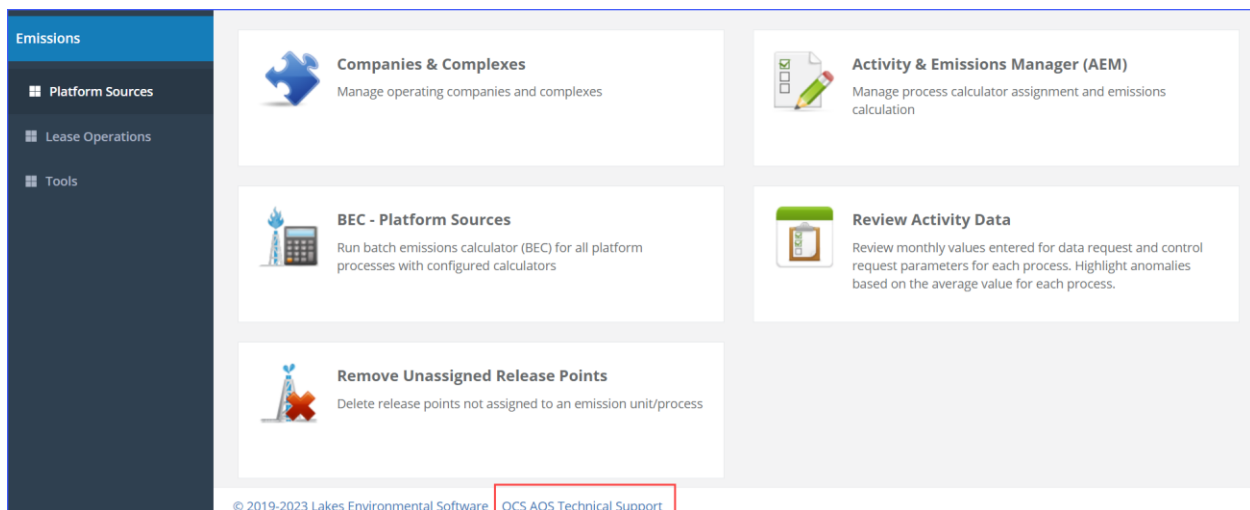 Emissions
Platform Sources
Lease Operations
Tools
Companies & Complexes
Manage operating companies and complexes
Activity & Emissions Manager (AEM)
Manage process calculator assignment and emissions
calculation
BEC - Platform Sources
Run batch emissions calculator (BEC) for all platform
processes with configured calculators
Review Activity Data
Review monthly values entered for data request and control
request parameters for each process. Highlight anomalies
based on the average value for each process.
Remove Unassigned Release Points
Delete release points not assigned to an emission unit/process
© 2019-2023 Lakes Environmental Software OCS AQS Technical Support